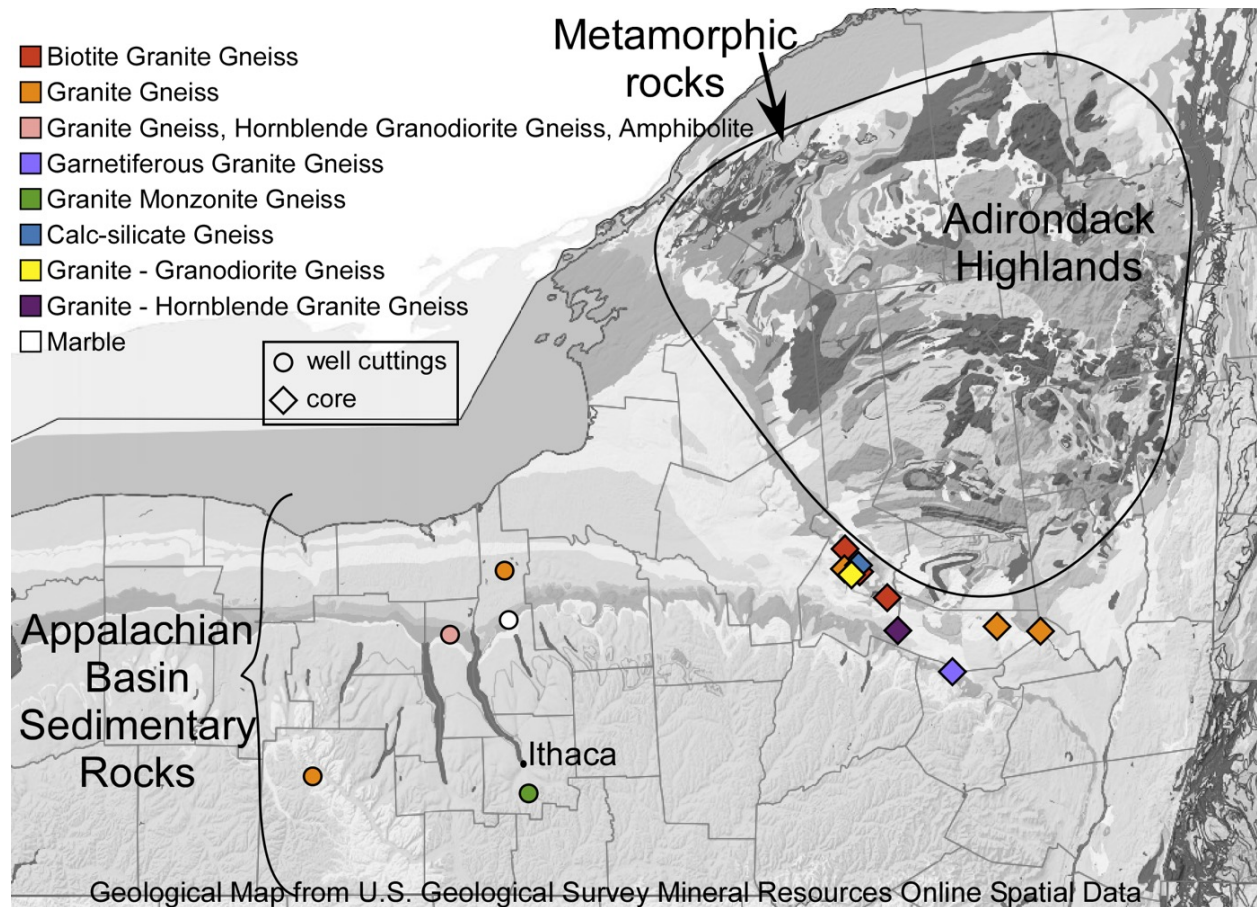 Metamorphic
rocks
Biotite Granite Gneiss
Granite Gneiss
Granite Gneiss, Hornblende Granodiorite Gneiss, Amphibolite
Garnetiferous Granite Gneiss
Granite Monzonite Gneiss
Calc-silicate Gneiss
Granite - Granodiorite Gneiss
Granite - Hornblende Granite Gneiss
Marble
well cuttings
core
Adirondack
Highlands
Appalachian
Basin
Sedimentary
Rocks
Ithaca
Geological Map from U.S. Geological Survey Mineral Resources Online Spatial Data